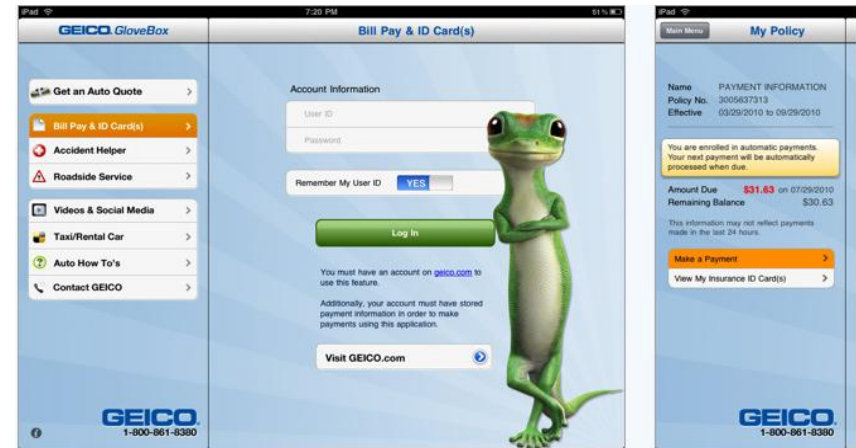 iPad
7:20 PM
51%
GEICO. GloveBox
Bill Pay & ID Card(s)
Get an Auto Quote
Bill Pay & ID Card(s)
Accident Helper
Roadside Service
Videos & Social Media
Taxi/Rental Car
Auto How To's
Contact GEICO
GEICO.
1-800-861-8380
Account Information
User ID
Password
Remember My User ID YES
Log In
You must have an account on geico.com to
use this feature.
Additionally, your account must have stored
payment information in order to make
payments using this application.
Visit GEICO.com
iPad
Main Menu
My Policy
Name PAYMENT INFORMATION
Policy No. 3005637313
Effective 03/29/2010 to 09/29/2010
You are enrolled in automatic payments.
Your next payment will be automatically
processed when due.
Amount Due $31.63 on 07/29/2010
Remaining Balance $30.63
This information may not reflect payments
made in the last 24 hours.
Make a Payment
View My Insurance ID Card(s)
GEICO.
1-800-861-8380